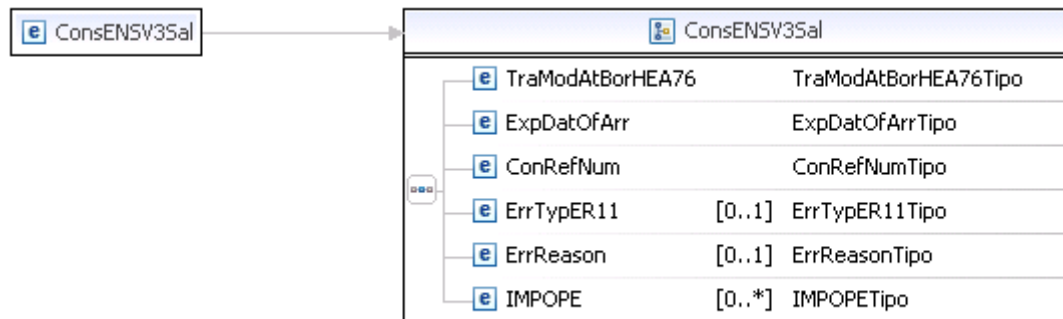 e ConsENSV3Sal
ConsENSV3Sal
e TraModAtBorHEA76 TraModAtBorHEA76Tipo
e ExpDatOfArr ExpDatOfArrTipo
e ConRefNum ConRefNumTipo
e ErrTypER11 [0..1] ErrTypER11Tipo
e ErrReason [0..1] ErrReasonTipo
e IMPOPE [0..*] IMPOPETipo